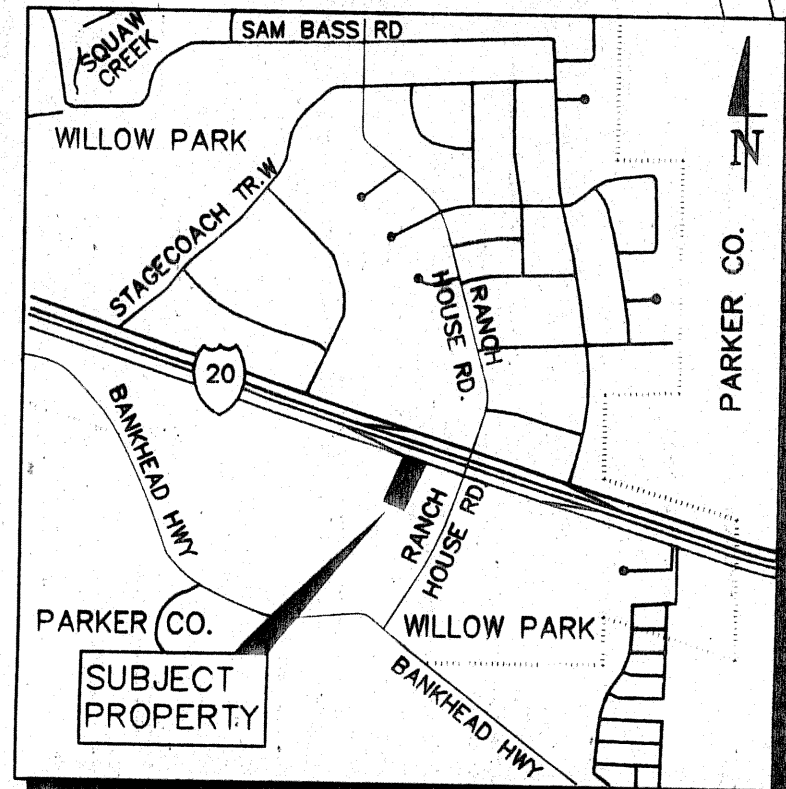 SAM BASS RD
SQUAW
CREEK
WILLOW PARK
N
STAGECOACH TR.W
PARKER CO.
RANCH
HOUSE RD.
20
BANKHEAD HWY
RANCH
HOUSE RD.
PARKER CO.
WILLOW PARK
SUBJECT
PROPERTY
BANKHEAD HWY